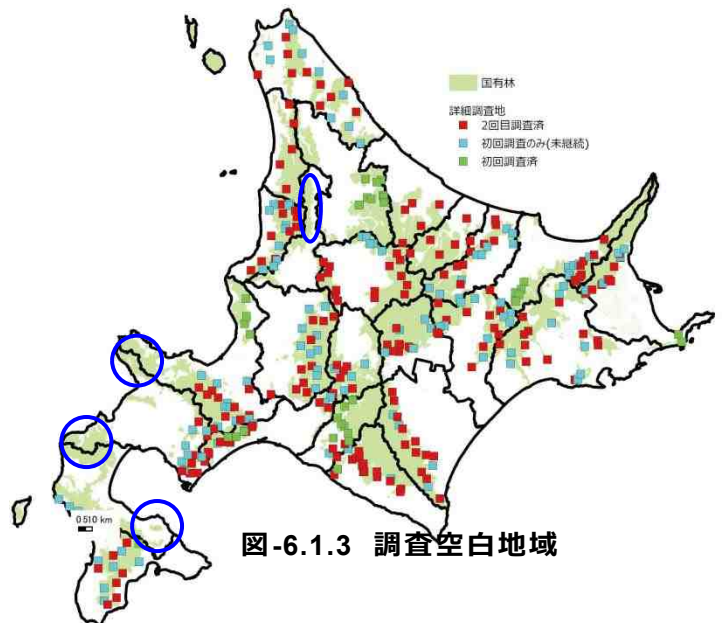 国有林
詳細調査地
2回目調査済
初回調査のみ(未継続)
初回調査済
0 510 km
図-6.1.3 調査空白地域